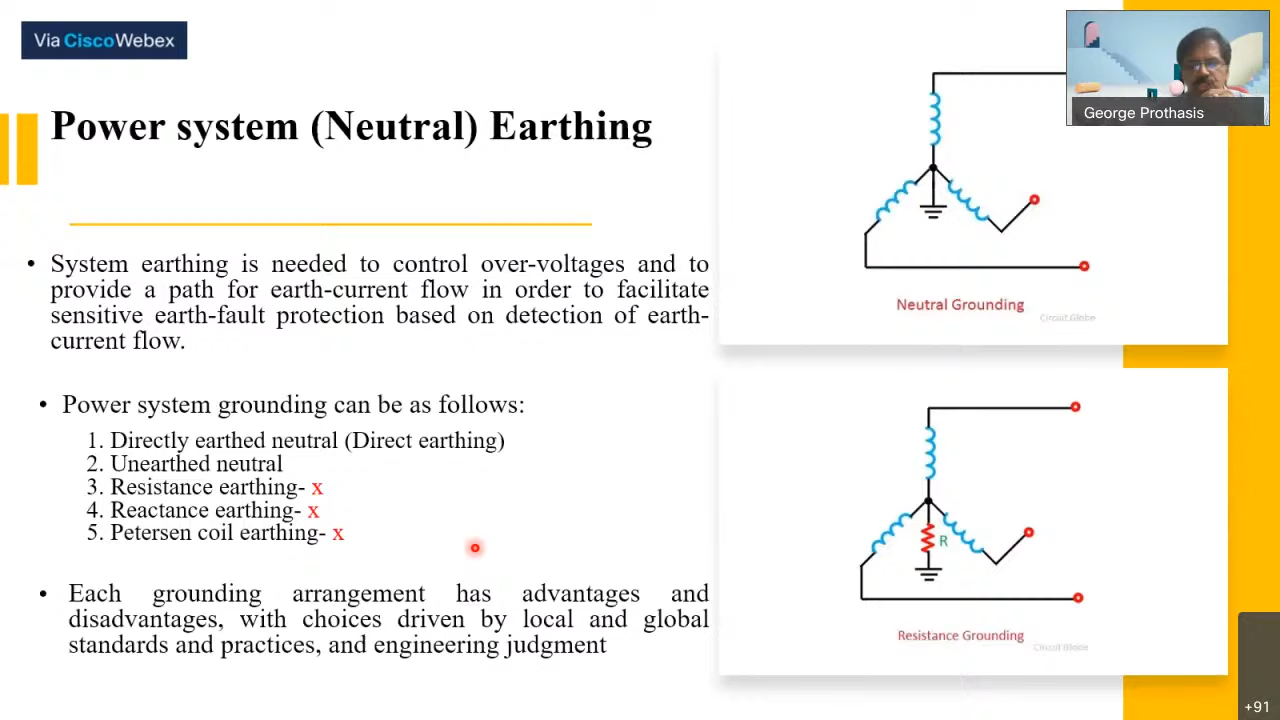 Via CiscoWebex
Power system (Neutral) Earthing
• System earthing is needed to control over-voltages and to
provide a path for earth-current flow in order to facilitate
sensitive earth-fault protection based on detection of earth-
current flow.
• Power system grounding can be as follows:
1. Directly earthed neutral (Direct earthing)
2. Unearthed neutral
3. Resistance earthing- x
4. Reactance earthing- x
5. Petersen coil earthing- x
• Each grounding arrangement has advantages and
disadvantages, with choices driven by local and global
standards and practices, and engineering judgment
George Prothasis
Neutral Grounding
Circuit Globe
R
Resistance Grounding
Circuit Globe
+91